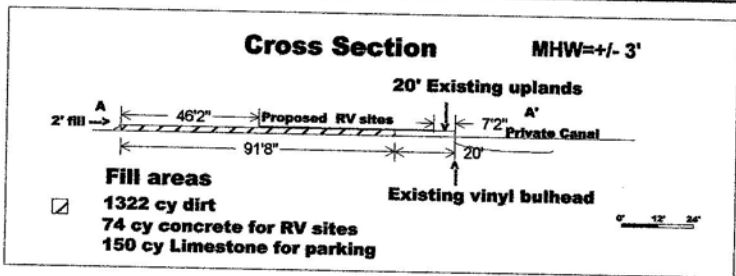 Cross Section MHW=+/- 3'
20' Existing uplands
A 46'2" Proposed RV sites A' 7'2"
2' fill Private Canal
91'8" 20'
Fill areas Existing vinyl bulhead
1322 cy dirt
74 cy concrete for RV sites
150 cy Limestone for parking
0' 12' 24'